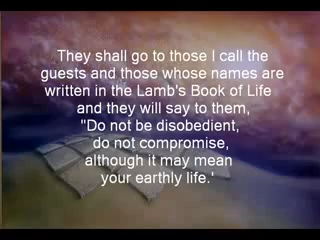 They shall go to those I call the
guests and those whose names are
written in the Lamb's Book of Life
and they will say to them,
"Do not be disobedient,
do not compromise,
although it may mean
your earthly life.'